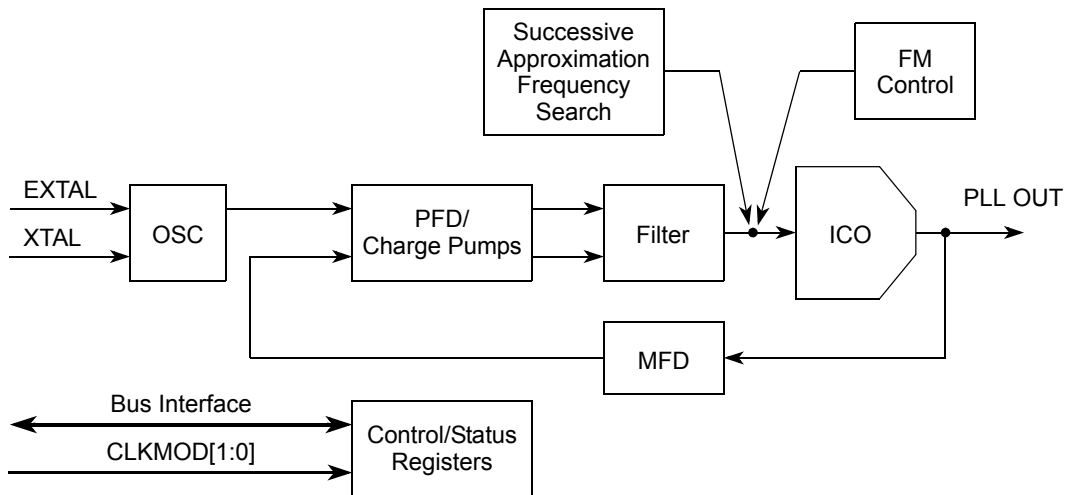 Successive
Approximation
Frequency
Search
FM
Control
EXTAL
XTAL
OSC
PFD/
Charge Pumps
Filter
ICO
PLL OUT
MFD
Bus Interface
CLKMOD[1:0]
Control/Status
Registers